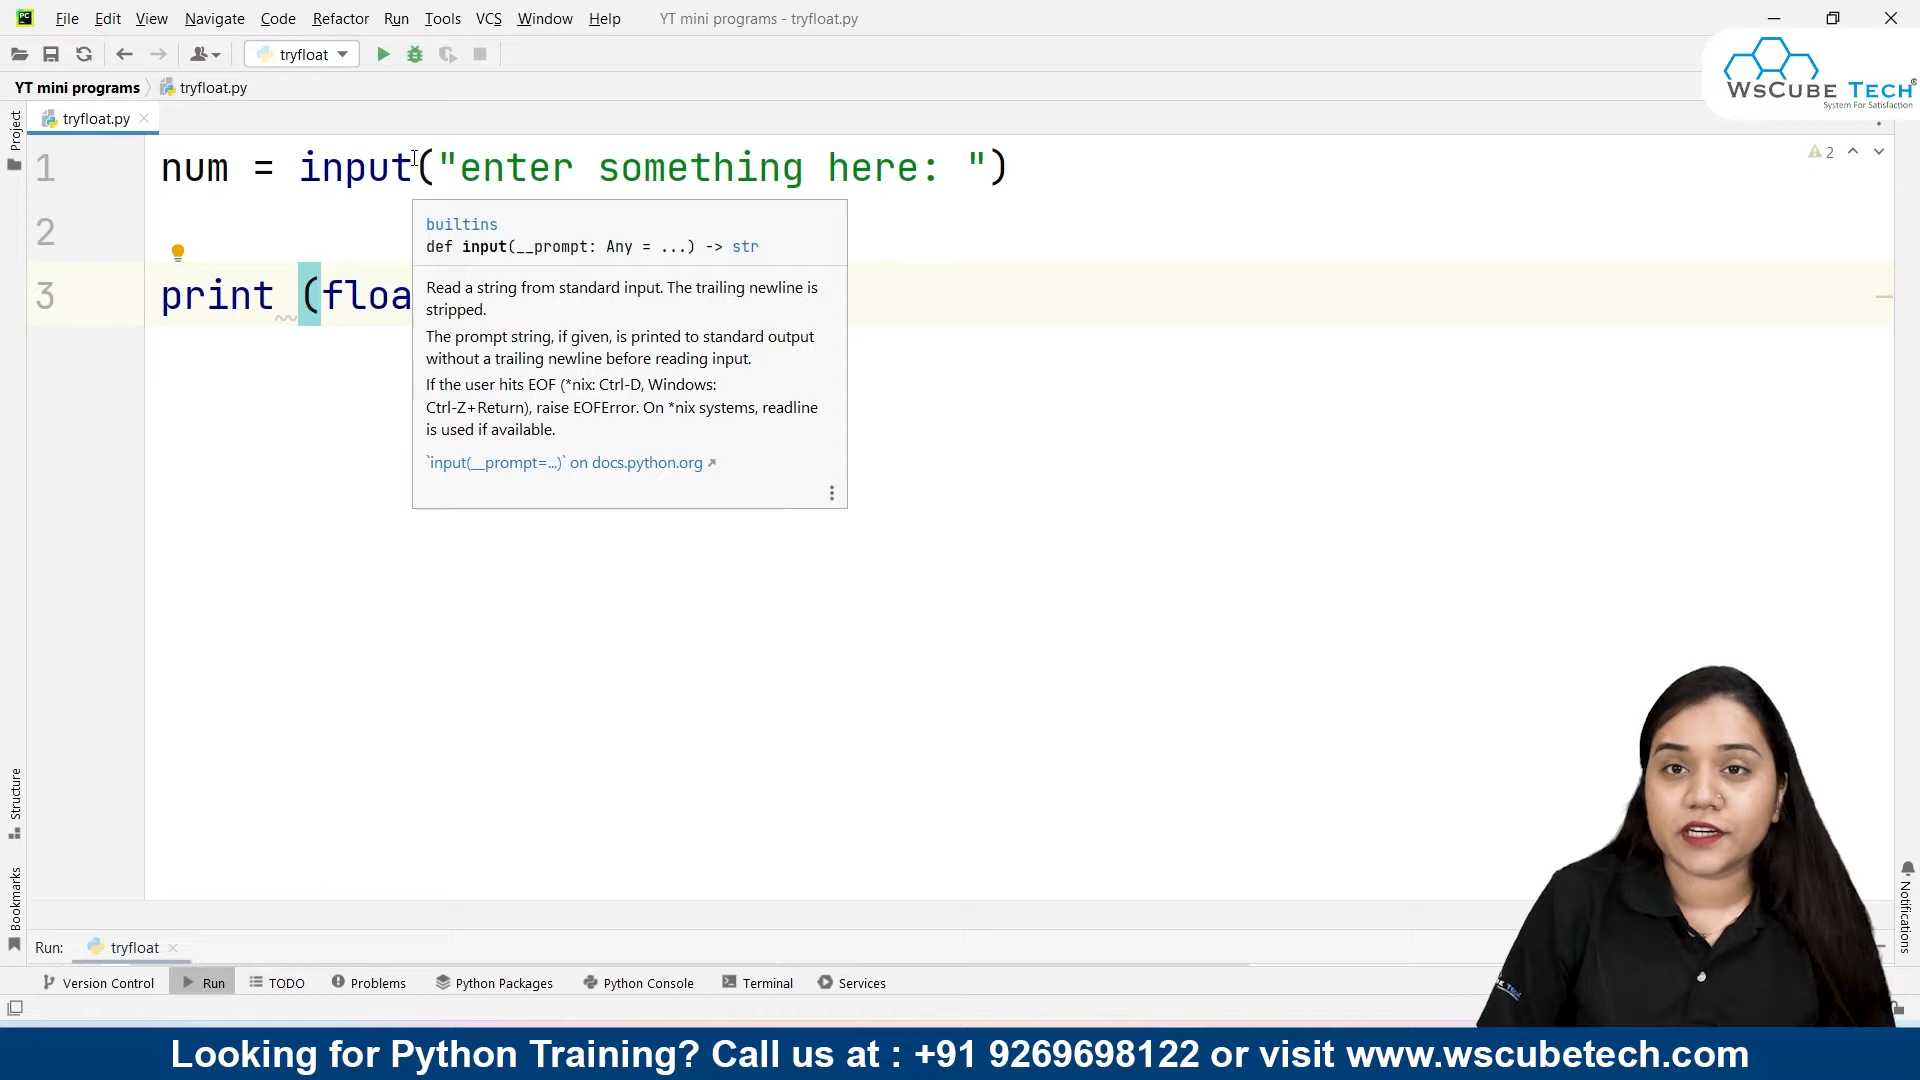 File Edit View Navigate Code Refactor Run Tools VCS Window Help YT mini programs - tryfloat.py
tryfloat
WsCube Tech®
System For Satisfaction
YT mini programs tryfloat.py
Project
tryfloat.py
1 num = input("enter something here: ")
2
2
builtins
def input(__prompt: Any = ...) -> str
3 print (floa
Read a string from standard input. The trailing newline is
stripped.
The prompt string, if given, is printed to standard output
without a trailing newline before reading input.
If the user hits EOF (*nix: Ctrl-D, Windows:
Ctrl-Z+Return), raise EOFError. On *nix systems, readline
is used if available.
`input(__prompt=...)` on docs.python.org
Structure
Bookmarks
Notifications
Run: tryfloat
Version Control Run TODO Problems Python Packages Python Console Terminal Services
Looking for Python Training? Call us at : +91 9269698122 or visit www.wscubetech.com